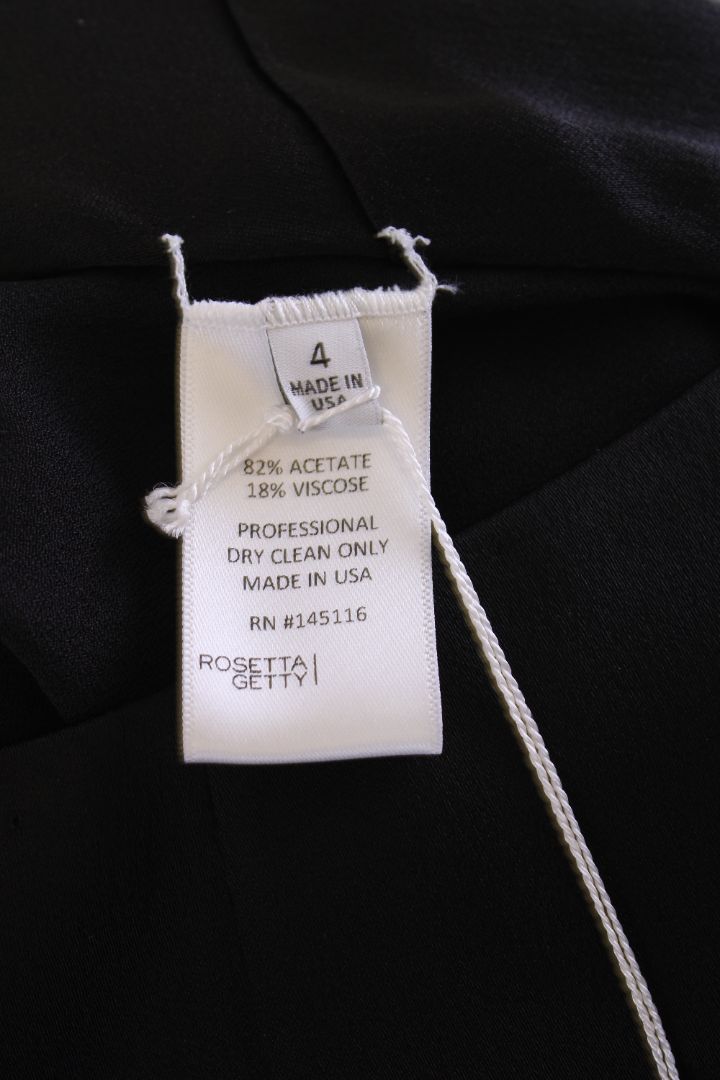 4
MADE IN
USA
82% ACETATE
18% VISCOSE
PROFESSIONAL
DRY CLEAN ONLY
MADE IN USA
RN #145116
ROSETTA
GETTY